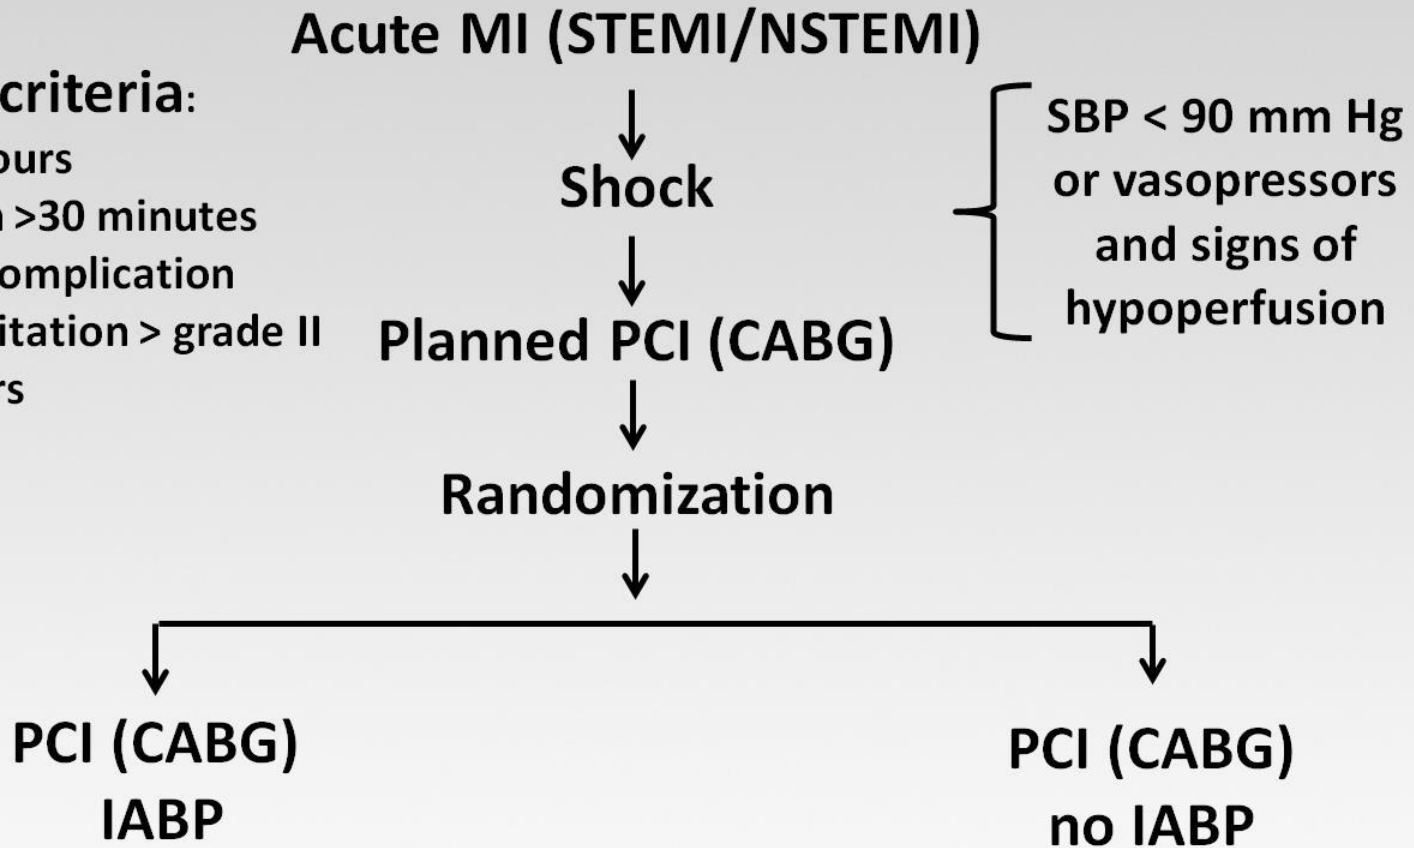 Acute MI (STEMI/NSTEMI)
criteria:
ours
>30 minutes
omplication
itation > grade II
rs
Shock
Planned PCI (CABG)
Randomization
SBP < 90 mm Hg
or vasopressors
and signs of
hypoperfusion
PCI (CABG)
IABP
PCI (CABG)
no IABP